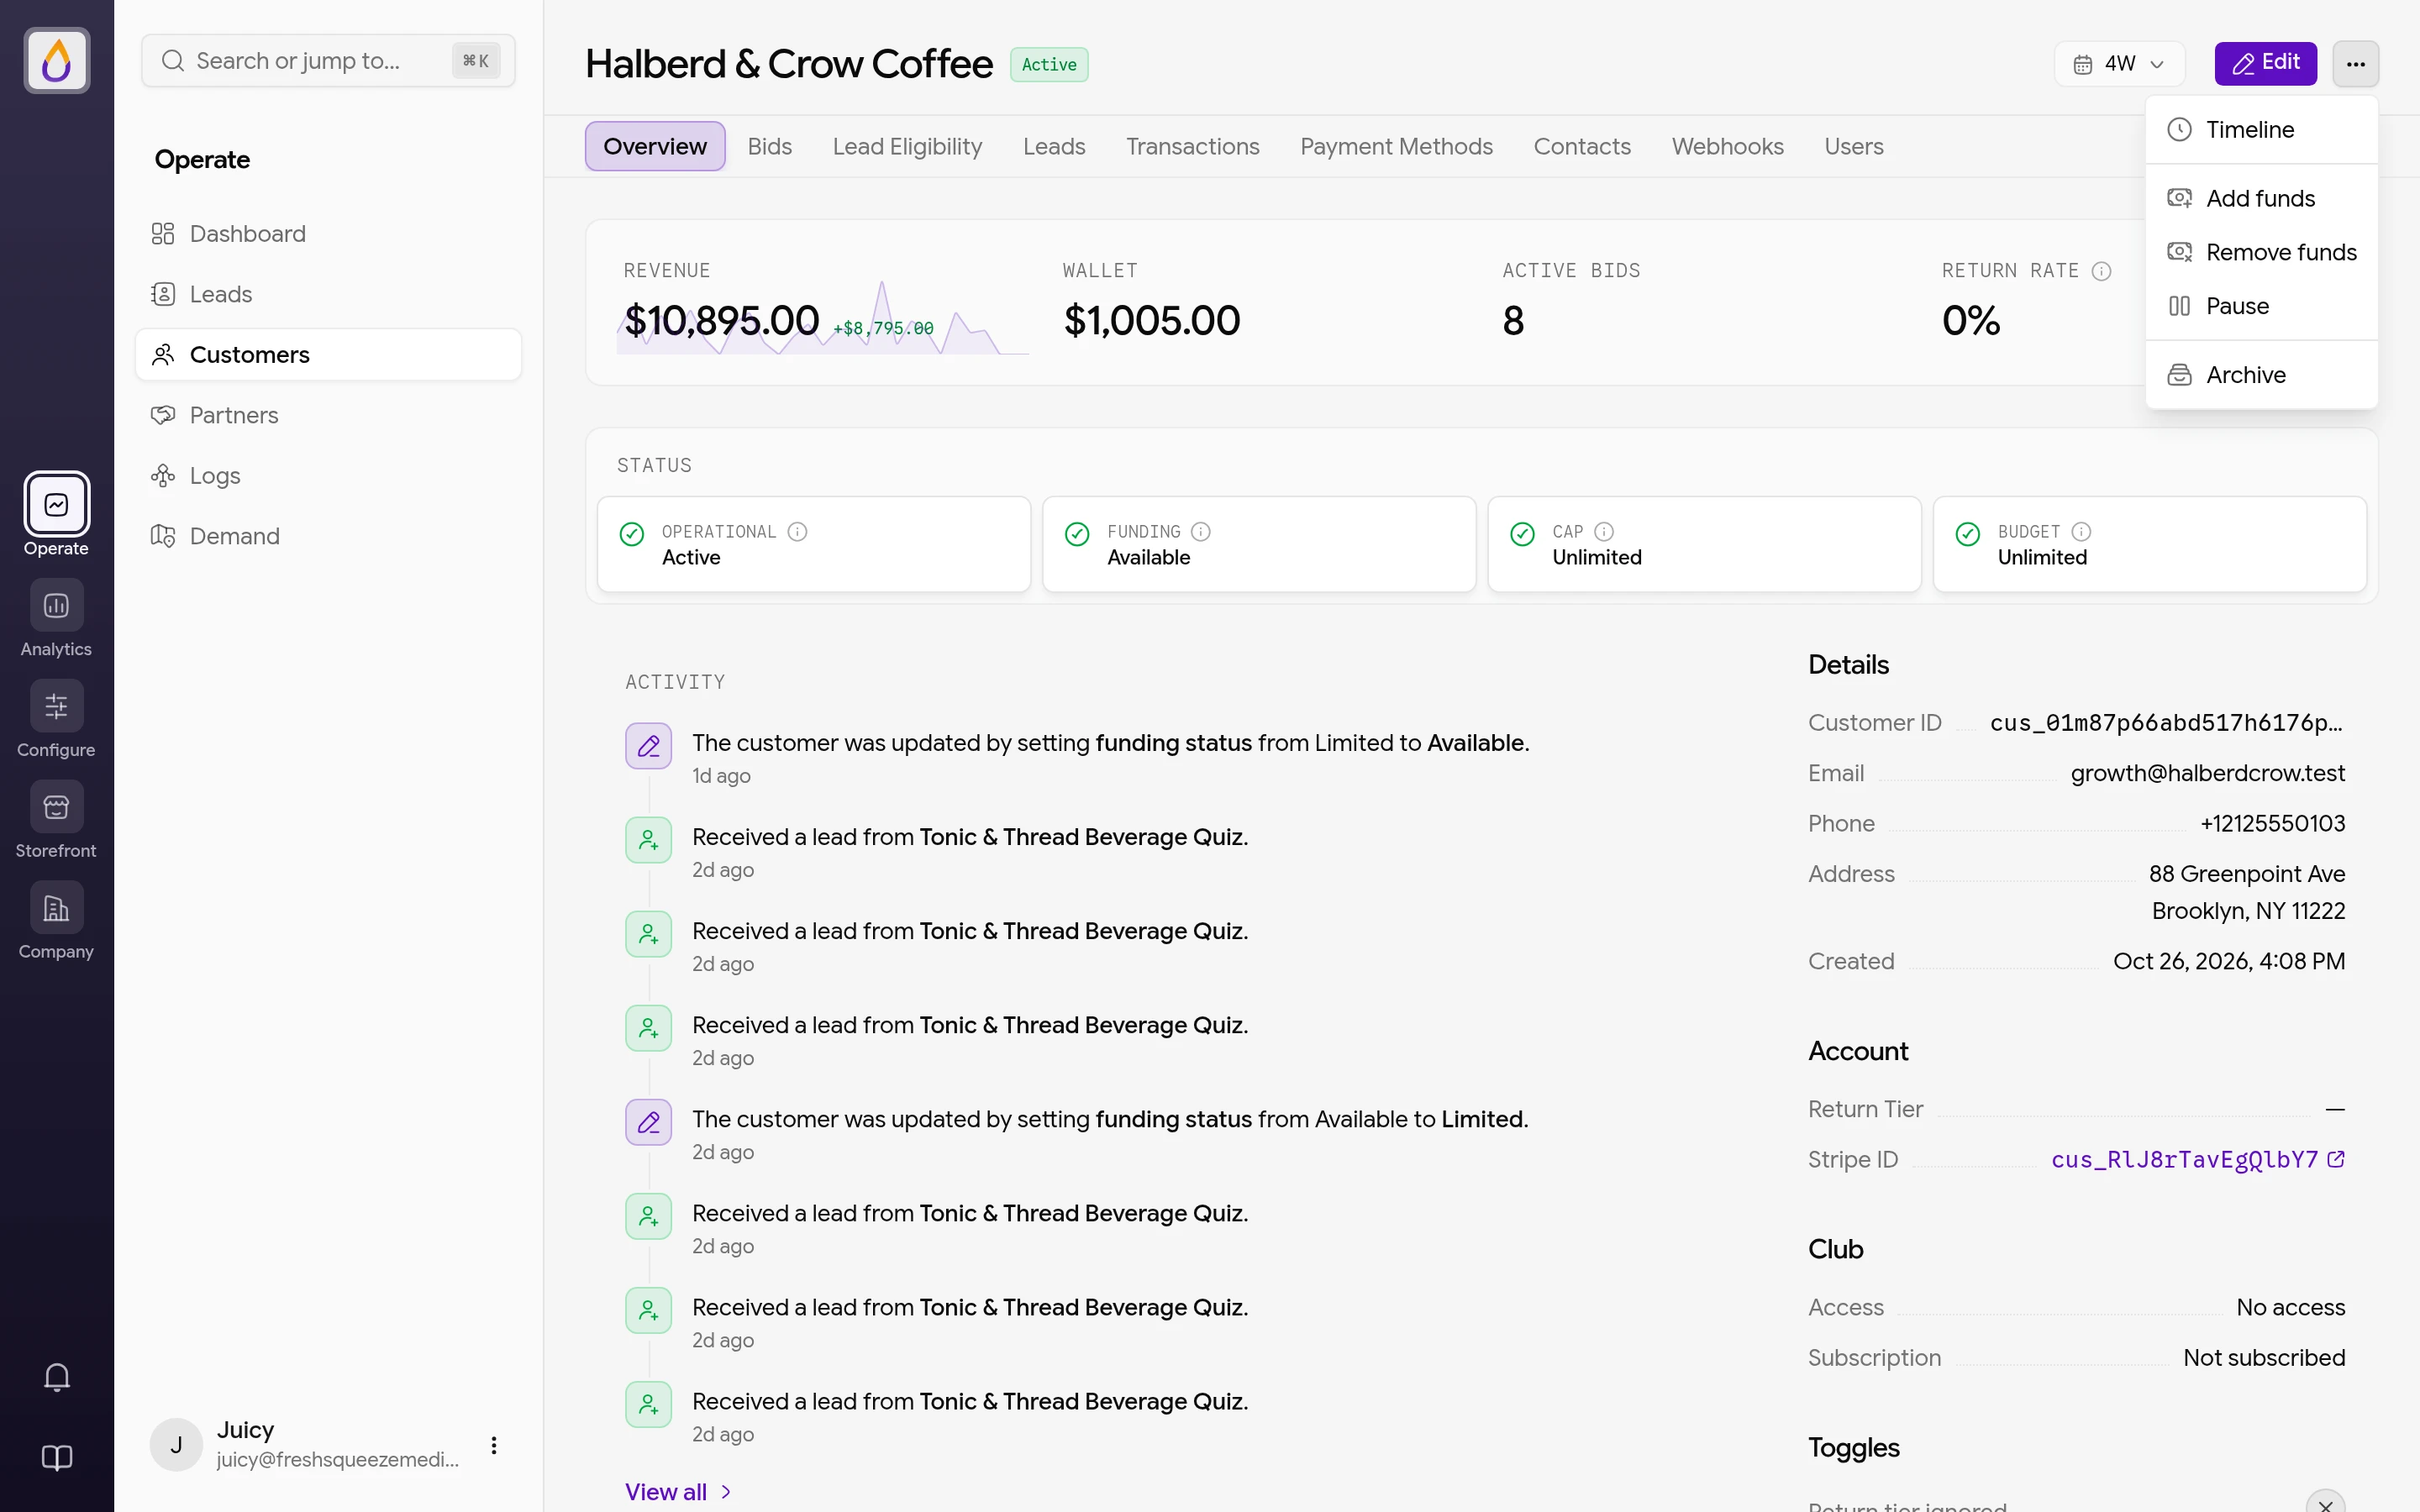 Search or jump to...
⌘K
Operate
Dashboard
Leads
Customers
Partners
Logs
Demand
Operate
Analytics
Configure
Storefront
Company
J
Juicy
juicy@freshsqueezemedi...
Halberd & Crow Coffee
Active
4W
Edit
Timeline
Add funds
Remove funds
Pause
Archive
Overview
Bids
Lead Eligibility
Leads
Transactions
Payment Methods
Contacts
Webhooks
Users
REVENUE
$10,895.00 +$8,795.00
WALLET
$1,005.00
ACTIVE BIDS
8
RETURN RATE
0%
STATUS
OPERATIONAL
Active
FUNDING
Available
CAP
Unlimited
BUDGET
Unlimited
ACTIVITY
The customer was updated by setting funding status from Limited to Available.
1d ago
Received a lead from Tonic & Thread Beverage Quiz.
2d ago
Received a lead from Tonic & Thread Beverage Quiz.
2d ago
Received a lead from Tonic & Thread Beverage Quiz.
2d ago
The customer was updated by setting funding status from Available to Limited.
2d ago
Received a lead from Tonic & Thread Beverage Quiz.
2d ago
Received a lead from Tonic & Thread Beverage Quiz.
2d ago
Received a lead from Tonic & Thread Beverage Quiz.
2d ago
View all
Details
Customer ID cus_01m87p66abd517h6176p...
Email growth@halberdcrow.test
Phone +12125550103
Address 88 Greenpoint Ave
Brooklyn, NY 11222
Created Oct 26, 2026, 4:08 PM
Account
Return Tier —
Stripe ID cus_RlJ8rTavEgQlbY7
Club
Access No access
Subscription Not subscribed
Toggles
Return tier ignored